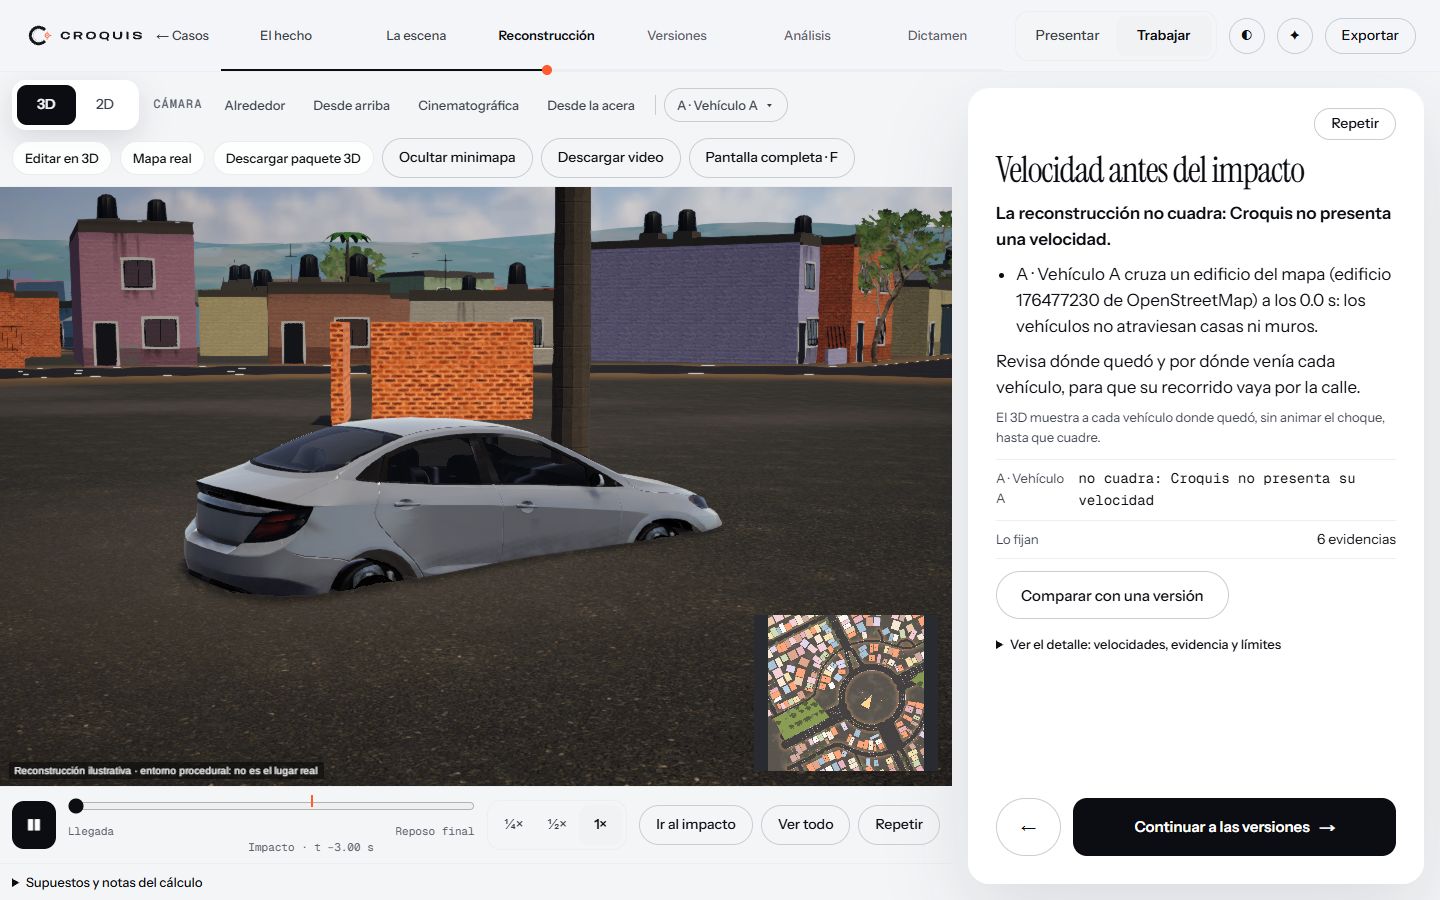 CROQUIS
← Casos
El hecho
La escena
Reconstrucción
Versiones
Análisis
Dictamen
Presentar
Trabajar
Exportar
3D
2D
CÁMARA
Alrededor
Desde arriba
Cinematográfica
Desde la acera
A · Vehículo A
Editar en 3D
Mapa real
Descargar paquete 3D
Ocultar minimapa
Descargar video
Pantalla completa · F
Reconstrucción ilustrativa - entorno procedural: no es el lugar real
Llegada
Reposo final
Impacto · t −3.00 s
¼×
½×
1×
Ir al impacto
Ver todo
Repetir
Supuestos y notas del cálculo
Repetir
Velocidad antes del impacto
La reconstrucción no cuadra: Croquis no presenta
una velocidad.
• A · Vehículo A cruza un edificio del mapa (edificio
176477230 de OpenStreetMap) a los 0.0 s: los
vehículos no atraviesan casas ni muros.
Revisa dónde quedó y por dónde venía cada
vehículo, para que su recorrido vaya por la calle.
El 3D muestra a cada vehículo donde quedó, sin animar el choque,
hasta que cuadre.
A · Vehículo
A
no cuadra: Croquis no presenta su
velocidad
Lo fijan
6 evidencias
Comparar con una versión
Ver el detalle: velocidades, evidencia y límites
←
Continuar a las versiones →